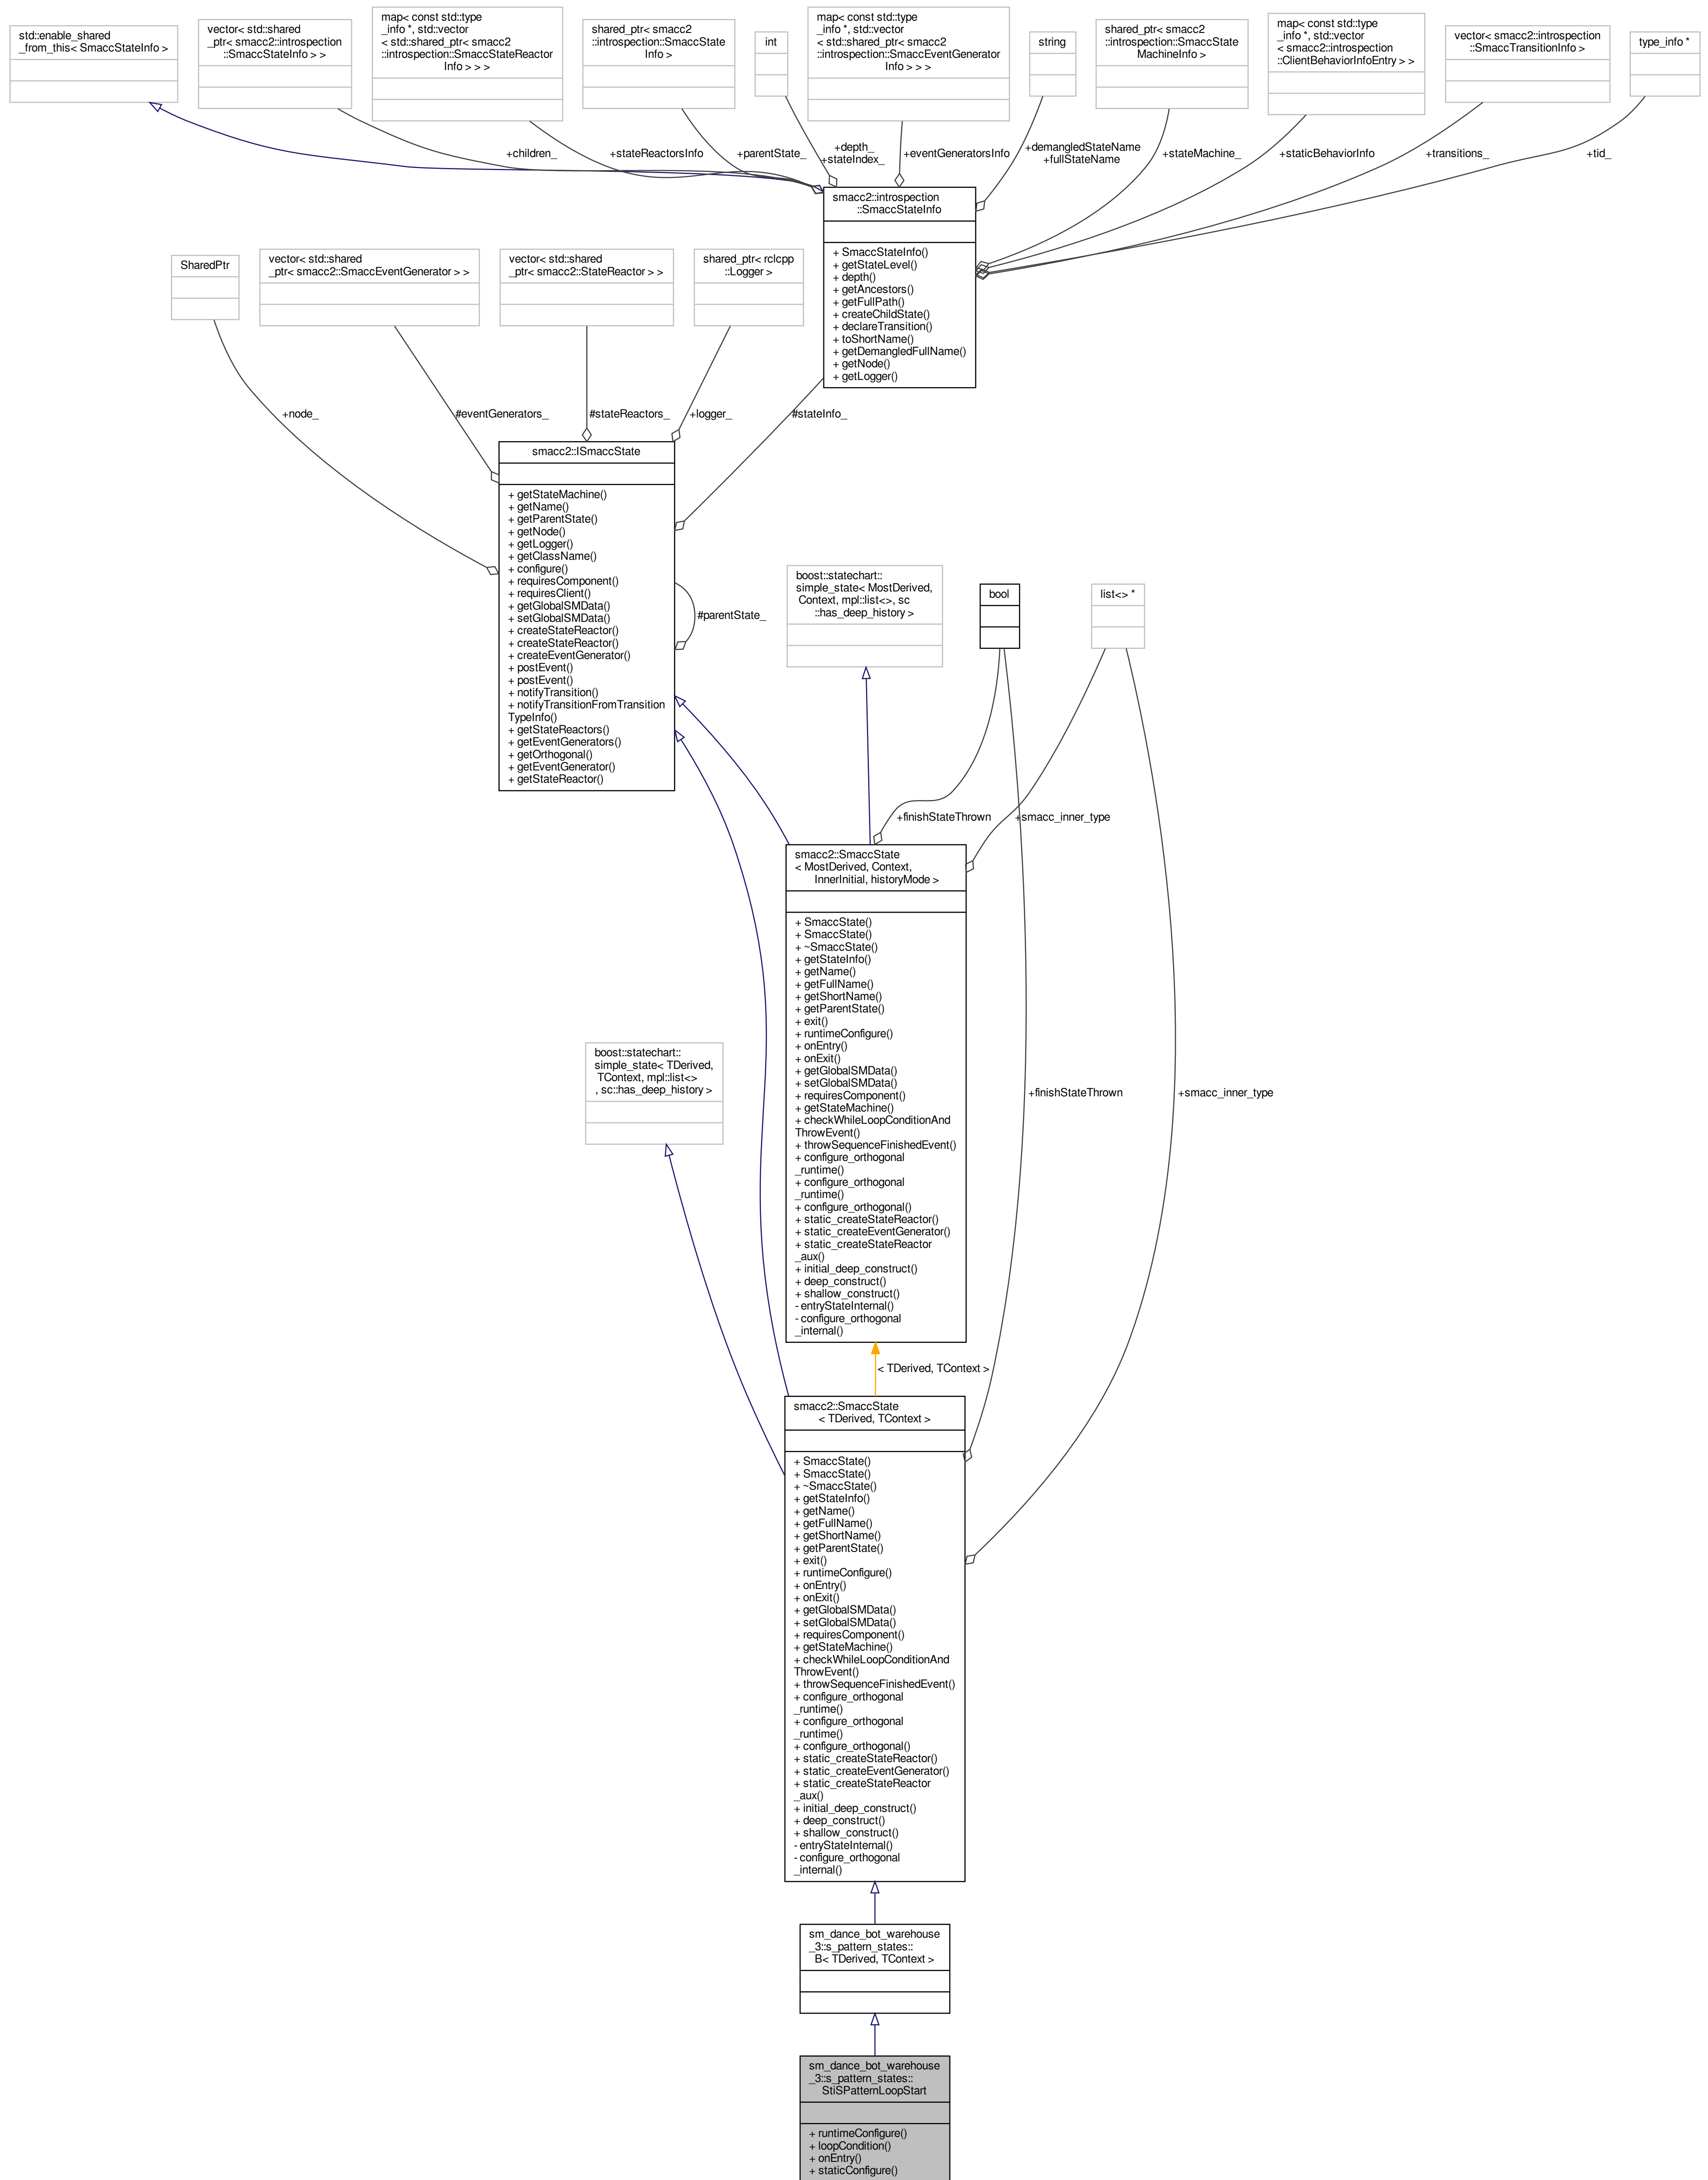 std::enable_shared
_from_this< SmaccStateInfo >
vector< std::shared
_ptr< smacc2::introspection
::SmaccStateInfo > >
map< const std::type
_info *, std::vector
< std::shared_ptr< smacc2
::introspection::SmaccStateReactor
Info > > >
shared_ptr< smacc2
::introspection::SmaccState
Info >
int
map< const std::type
_info *, std::vector
< std::shared_ptr< smacc2
::introspection::SmaccEventGenerator
Info > > >
string
shared_ptr< smacc2
::introspection::SmaccState
MachineInfo >
map< const std::type
_info *, std::vector
< smacc2::introspection
::ClientBehaviorInfoEntry > >
vector< smacc2::introspection
::SmaccTransitionInfo >
type_info *
+children_
+stateReactorsInfo
+parentState_
+depth_
+stateIndex_
+eventGeneratorsInfo
+demangledStateName
+fullStateName
+stateMachine_
+staticBehaviorInfo
+transitions_
+tid_
smacc2::introspection
::SmaccStateInfo
+ SmaccStateInfo()
+ getStateLevel()
+ depth()
+ getAncestors()
+ getFullPath()
+ createChildState()
+ declareTransition()
+ toShortName()
+ getDemangledFullName()
+ getNode()
+ getLogger()
SharedPtr
vector< std::shared
_ptr< smacc2::SmaccEventGenerator > >
vector< std::shared
_ptr< smacc2::StateReactor > >
shared_ptr< rclcpp
::Logger >
+node_
#eventGenerators_
#stateReactors_
+logger_
#stateInfo_
smacc2::ISmaccState
+ getStateMachine()
+ getName()
+ getParentState()
+ getNode()
+ getLogger()
+ getClassName()
+ configure()
+ requiresComponent()
+ requiresClient()
+ getGlobalSMData()
+ setGlobalSMData()
+ createStateReactor()
+ createStateReactor()
+ createEventGenerator()
+ postEvent()
+ postEvent()
+ notifyTransition()
+ notifyTransitionFromTransition
TypeInfo()
+ getStateReactors()
+ getEventGenerators()
+ getOrthogonal()
+ getEventGenerator()
+ getStateReactor()
#parentState_
boost::statechart::
simple_state< MostDerived,
Context, mpl::list<>, sc
::has_deep_history >
bool
list<> *
+finishStateThrown
+smacc_inner_type
smacc2::SmaccState
< MostDerived, Context,
InnerInitial, historyMode >
+ SmaccState()
+ SmaccState()
+ ~SmaccState()
+ getStateInfo()
+ getName()
+ getFullName()
+ getShortName()
+ getParentState()
+ exit()
+ runtimeConfigure()
+ onEntry()
+ onExit()
+ getGlobalSMData()
+ setGlobalSMData()
+ requiresComponent()
+ getStateMachine()
+ checkWhileLoopConditionAnd
ThrowEvent()
+ throwSequenceFinishedEvent()
+ configure_orthogonal
_runtime()
+ configure_orthogonal
_runtime()
+ configure_orthogonal()
+ static_createStateReactor()
+ static_createEventGenerator()
+ static_createStateReactor
_aux()
+ initial_deep_construct()
+ deep_construct()
+ shallow_construct()
- entryStateInternal()
- configure_orthogonal
_internal()
boost::statechart::
simple_state< TDerived,
TContext, mpl::list<>
, sc::has_deep_history >
+finishStateThrown
+smacc_inner_type
< TDerived, TContext >
smacc2::SmaccState
< TDerived, TContext >
+ SmaccState()
+ SmaccState()
+ ~SmaccState()
+ getStateInfo()
+ getName()
+ getFullName()
+ getShortName()
+ getParentState()
+ exit()
+ runtimeConfigure()
+ onEntry()
+ onExit()
+ getGlobalSMData()
+ setGlobalSMData()
+ requiresComponent()
+ getStateMachine()
+ checkWhileLoopConditionAnd
ThrowEvent()
+ throwSequenceFinishedEvent()
+ configure_orthogonal
_runtime()
+ configure_orthogonal
_runtime()
+ configure_orthogonal()
+ static_createStateReactor()
+ static_createEventGenerator()
+ static_createStateReactor
_aux()
+ initial_deep_construct()
+ deep_construct()
+ shallow_construct()
- entryStateInternal()
- configure_orthogonal
_internal()
sm_dance_bot_warehouse
_3::s_pattern_states::
B< TDerived, TContext >
sm_dance_bot_warehouse
_3::s_pattern_states::
StiSPatternLoopStart
+ runtimeConfigure()
+ loopCondition()
+ onEntry()
+ staticConfigure()